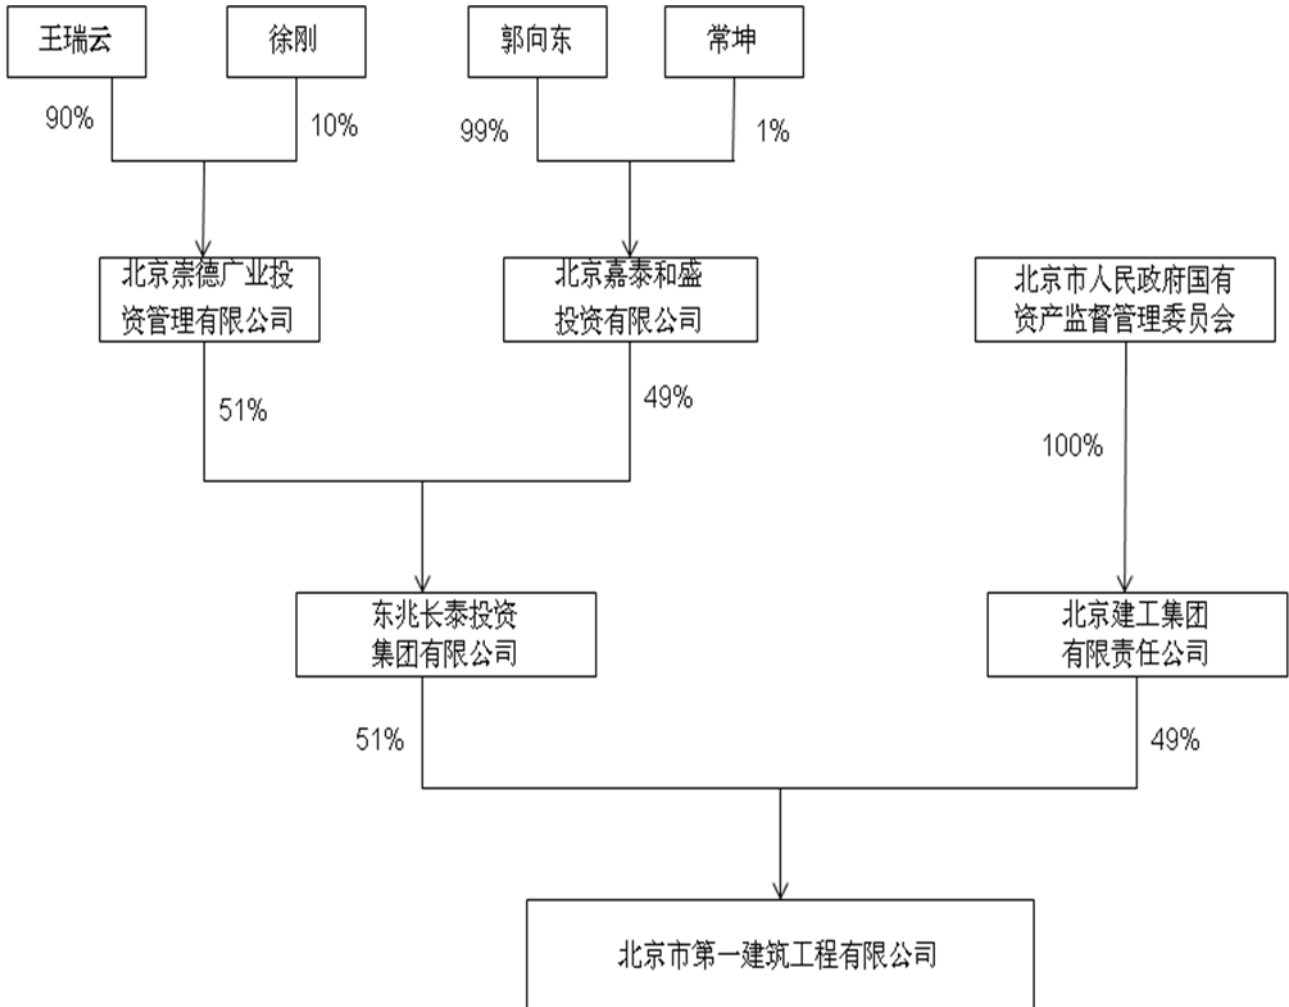 王瑞云
徐刚
郭向东
常坤
90%
10%
99%
1%
北京崇德广业投
资管理有限公司
北京嘉泰和盛
投资有限公司
北京市人民政府国有
资产监督管理委员会
51%
49%
100%
东兆长泰投资
集团有限公司
北京建工集团
有限责任公司
51%
49%
北京市第一建筑工程有限公司